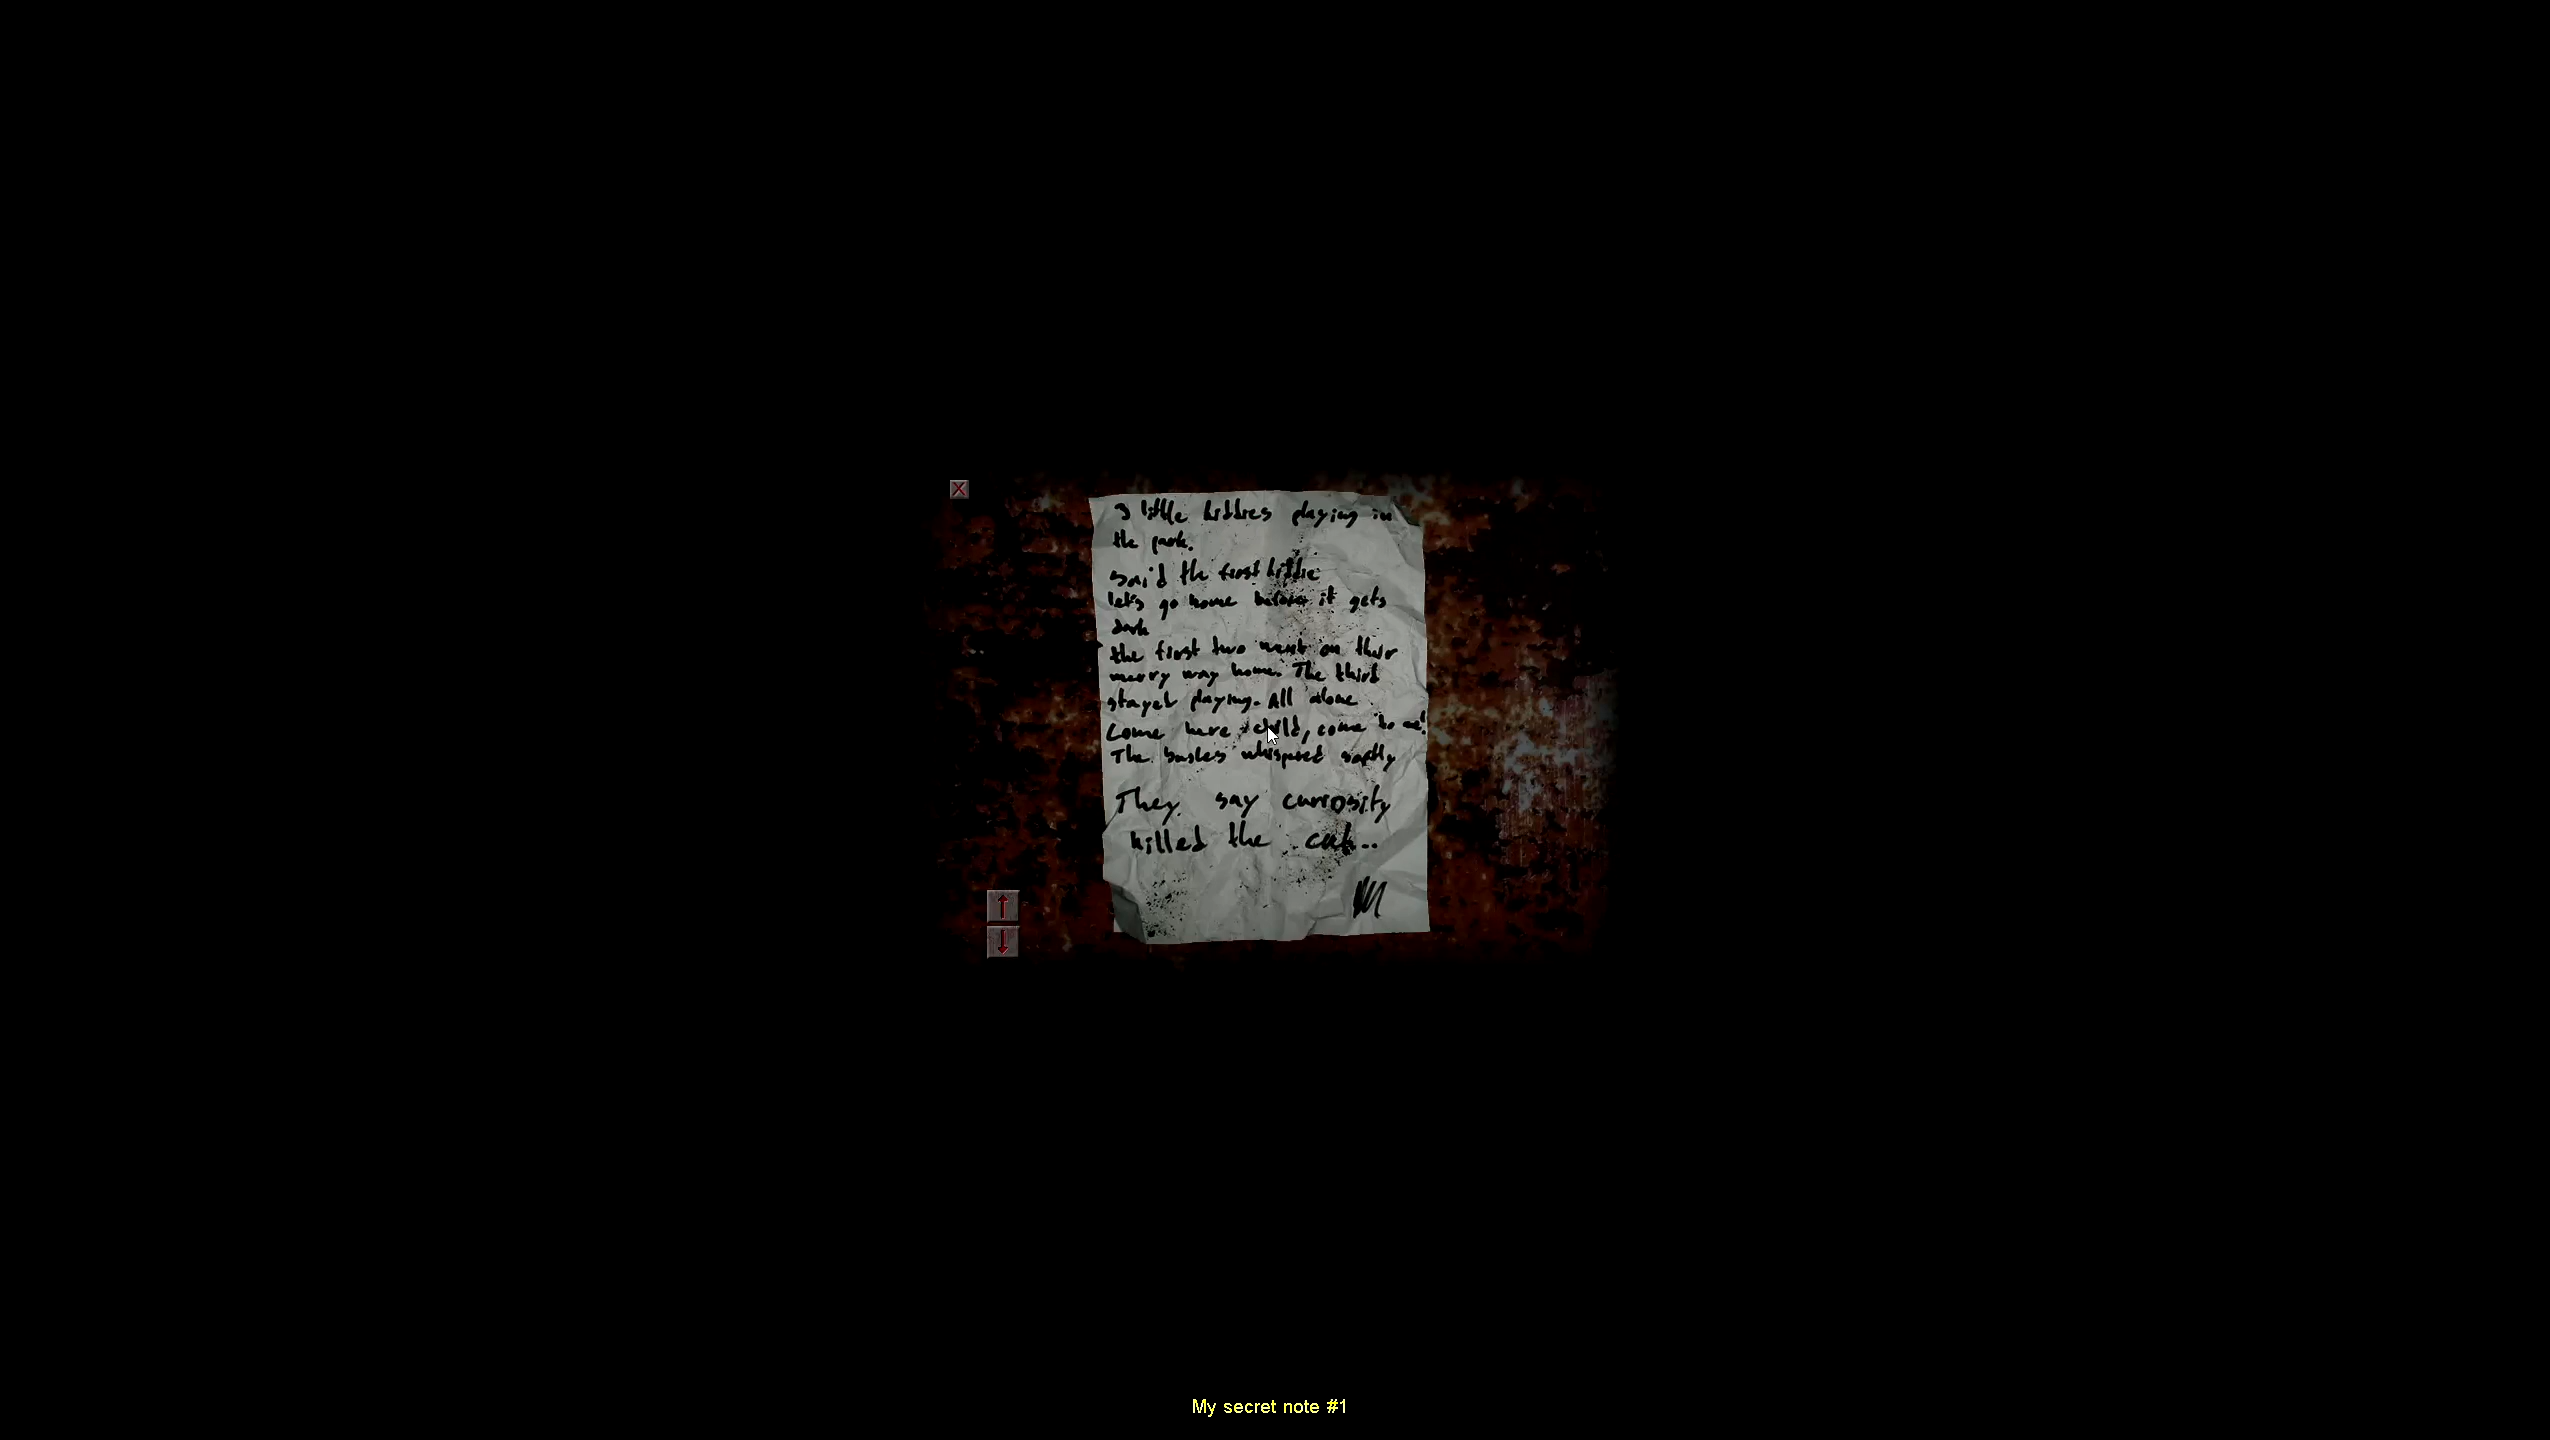 3 little kiddies playing in
the park.
said the first kiddie
let's go home before it gets
dark
the first two went on their
merry way home. The third
stayed playing. All alone
Come here child, come to me!
The bushes whispered softly
They say curiosity
killed the cat..
My secret note #1